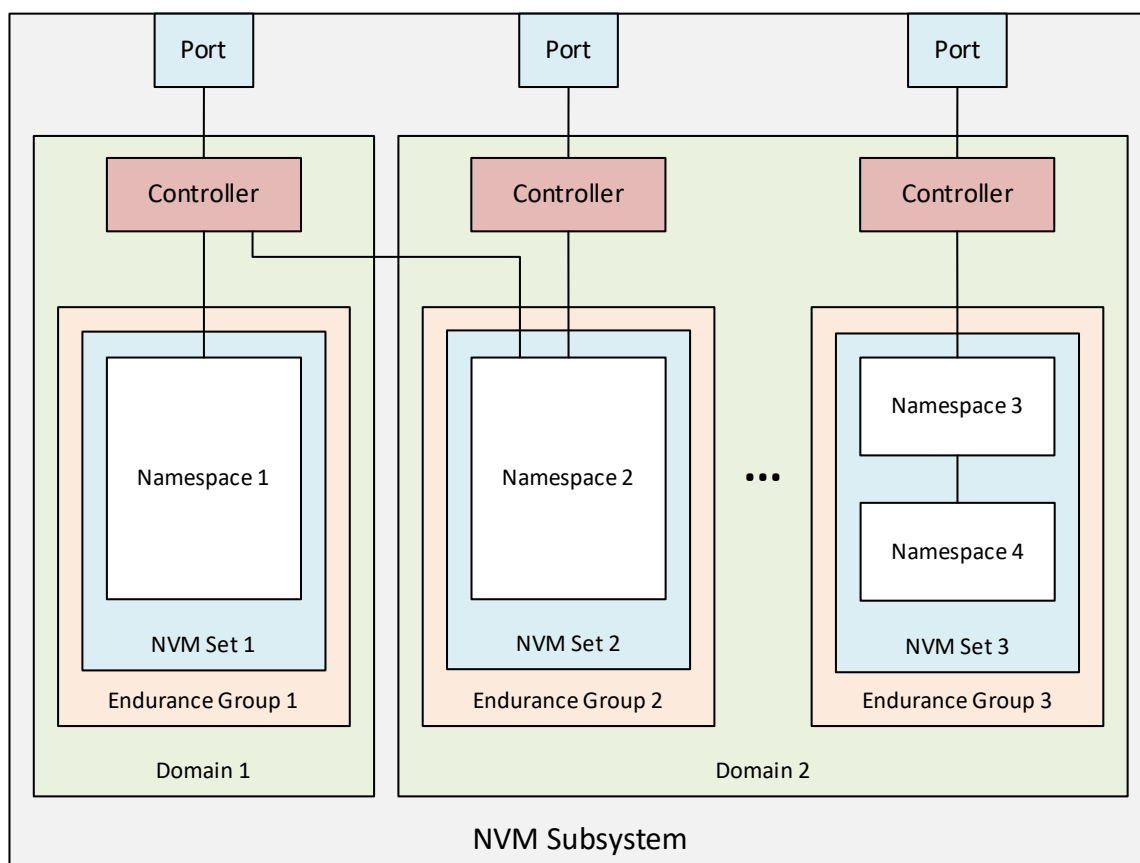 Port
Port
Port
Controller
Controller
Controller
Namespace 1
Namespace 2
...
Namespace 3
Namespace 4
NVM Set 1
NVM Set 2
NVM Set 3
Endurance Group 1
Endurance Group 2
Endurance Group 3
Domain 1
Domain 2
NVM Subsystem